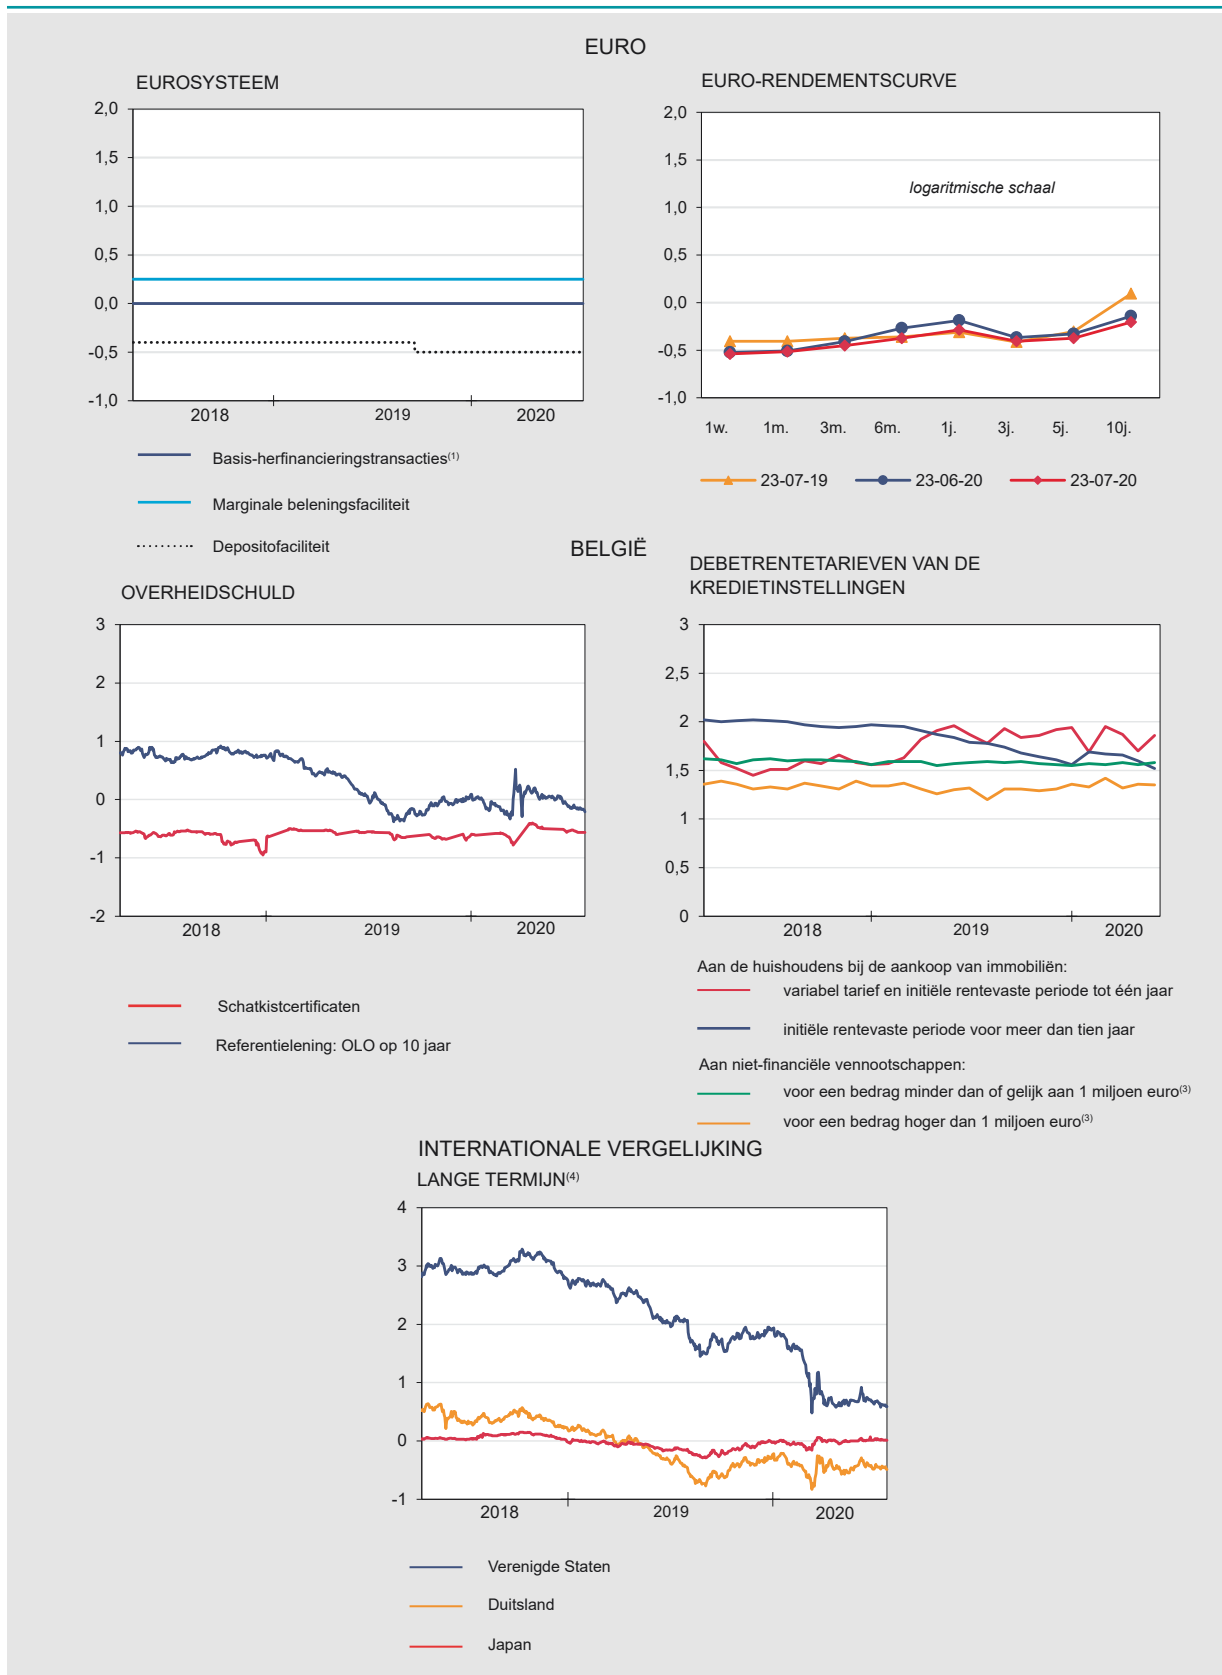 EURO
EUROSYSTEEM
2,0
1,5
1,0
0,5
0,0
-0,5
-1,0
2018 2019 2020
Basis-herfinancieringstransacties(1)
Marginale beleningsfaciliteit
Depositofaciliteit
EURO-RENDEMENTSCURVE
2,0
1,5
1,0
0,5
0,0
-0,5
-1,0
logaritmische schaal
1w. 1m. 3m. 6m. 1j. 3j. 5j. 10j.
23-07-19 23-06-20 23-07-20
BELGIË
OVERHEIDSCHULD
3
2
1
0
-1
-2
2018 2019 2020
Schatkistcertificaten
Referentielening: OLO op 10 jaar
DEBETRENTETARIEVEN VAN DE
KREDIETINSTELLINGEN
3
2,5
2
1,5
1
0,5
0
2018 2019 2020
Aan de huishoudens bij de aankoop van immobiliën:
variabel tarief en initiële rentevaste periode tot één jaar
initiële rentevaste periode voor meer dan tien jaar
Aan niet-financiële vennootschappen:
voor een bedrag minder dan of gelijk aan 1 miljoen euro(3)
voor een bedrag hoger dan 1 miljoen euro(3)
INTERNATIONALE VERGELIJKING
LANGE TERMIJN(4)
4
3
2
1
0
-1
2018 2019 2020
Verenigde Staten
Duitsland
Japan